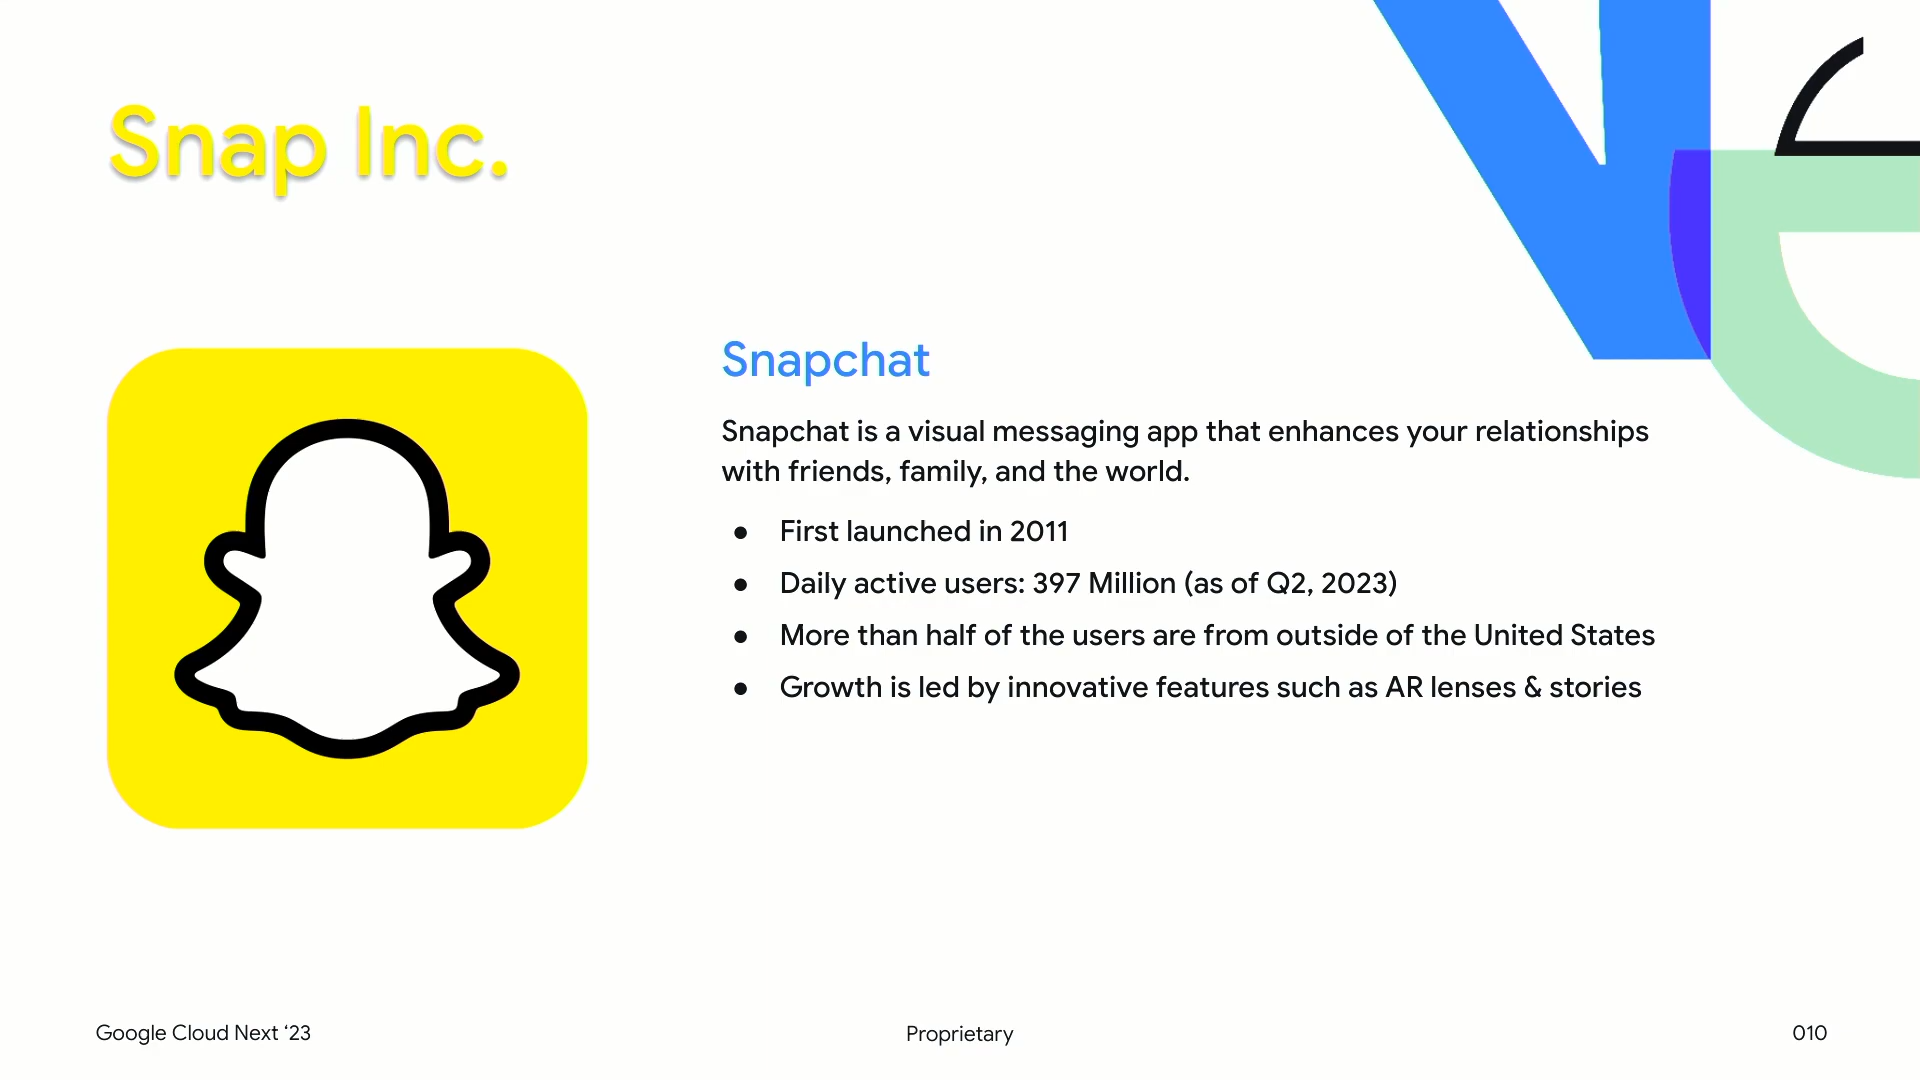 Snap Inc.
Snapchat
Snapchat is a visual messaging app that enhances your relationships
with friends, family, and the world.
● First launched in 2011
● Daily active users: 397 Million (as of Q2, 2023)
● More than half of the users are from outside of the United States
● Growth is led by innovative features such as AR lenses & stories
Google Cloud Next ‘23
Proprietary
010